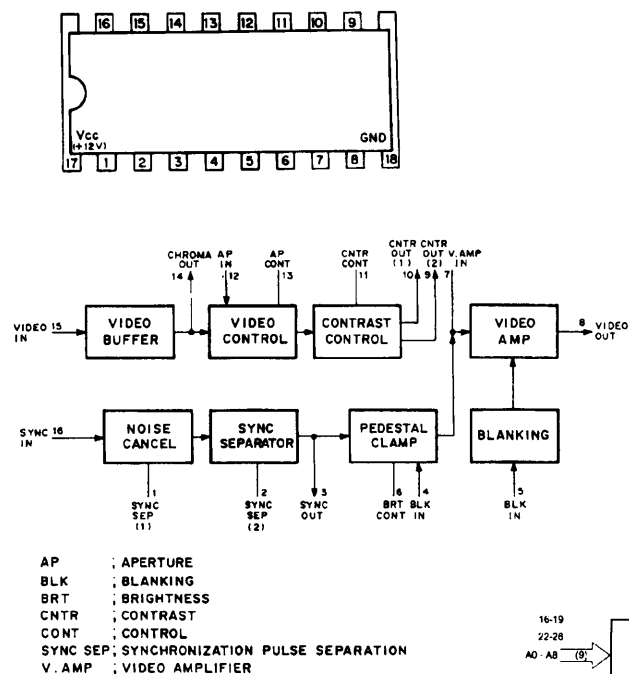 16 15 14 13 12 11 10 9
Vcc
(+12V)
GND
17 1 2 3 4 5 6 7 8 18
CHROMA
OUT
14
AP
IN
12
AP
CONT
13
CNTR
CONT
11
CNTR
OUT
(1)
10
CNTR
OUT
(2)
9
V.AMP
IN
7
VIDEO
IN
15
VIDEO
BUFFER
VIDEO
CONTROL
CONTRAST
CONTROL
VIDEO
AMP
8
VIDEO
OUT
SYNC
IN
16
NOISE
CANCEL
SYNC
SEPARATOR
PEDESTAL
CLAMP
BLANKING
1
SYNC
SEP
(1)
2
SYNC
SEP
(2)
3
SYNC
OUT
6
BRT
CONT
4
BLK
IN
5
BLK
IN
AP ; APERTURE
BLK ; BLANKING
BRT ; BRIGHTNESS
CNTR ; CONTRAST
CONT ; CONTROL
SYNC SEP ; SYNCHRONIZATION PULSE SEPARATION
V.AMP ; VIDEO AMPLIFIER
16-19
22-26
A0 - A8 (9)